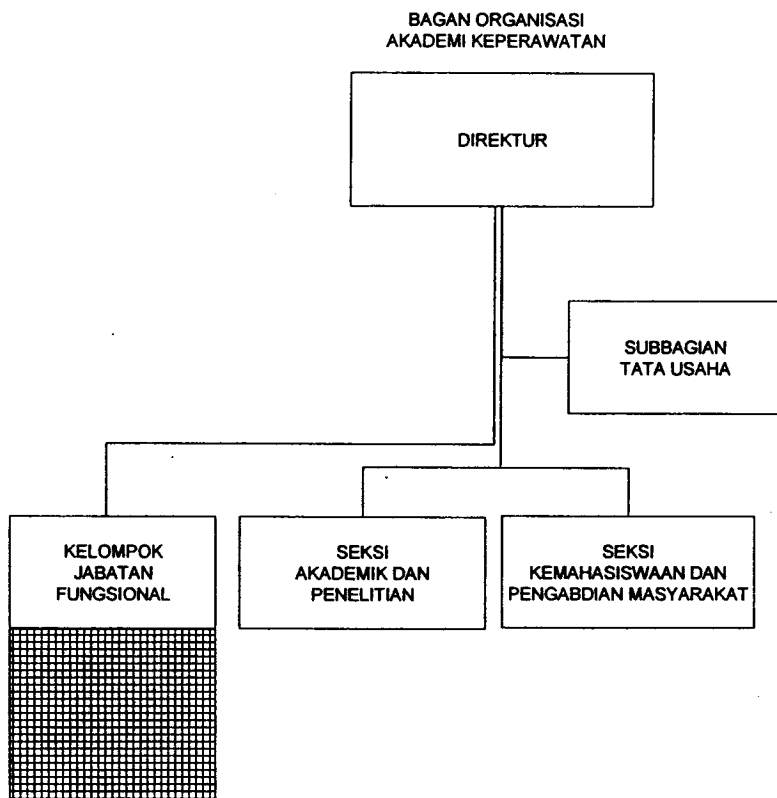 BAGAN ORGANISASI
AKADEMI KEPERAWATAN
DIREKTUR
SUBBAGIAN
TATA USAHA
KELOMPOK
JABATAN
FUNGSIONAL
SEKSI
AKADEMIK DAN
PENELITIAN
SEKSI
KEMAHASISWAAN DAN
PENGABDIAN MASYARAKAT